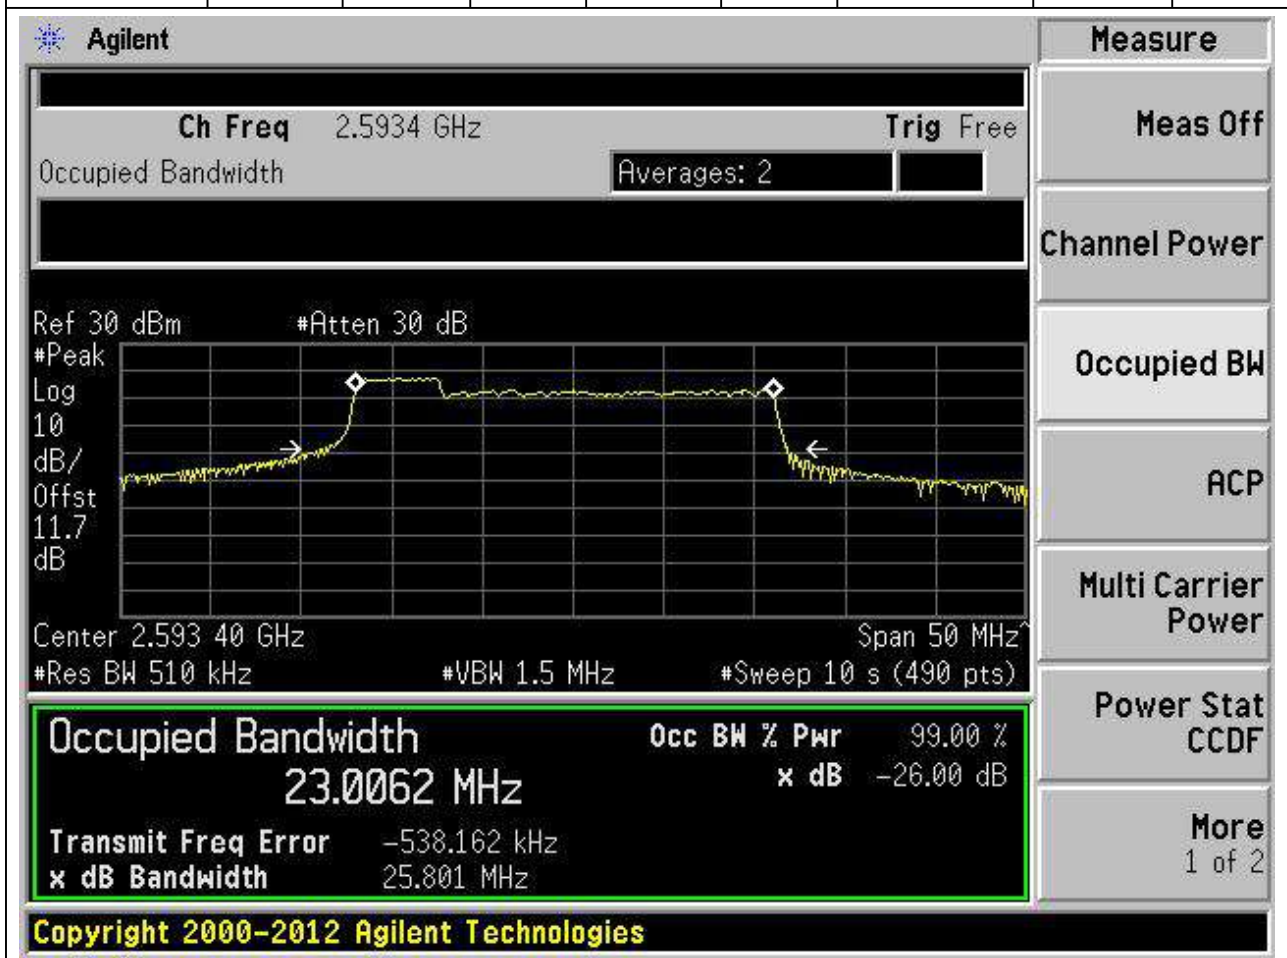 Agilent
Measure
Ch Freq 2.5934 GHz Trig Free
Meas Off
Occupied Bandwidth Averages: 2
Channel Power
Ref 30 dBm #Atten 30 dB
#Peak
Log
10
dB/
Offst
11.7
dB
Occupied BW
ACP
Multi Carrier
Power
Center 2.593 40 GHz Span 50 MHz^
#Res BW 510 kHz #VBW 1.5 MHz #Sweep 10 s (490 pts)
Occupied Bandwidth Occ BW % Pwr 99.00 %
23.0062 MHz x dB -26.00 dB
Transmit Freq Error -538.162 kHz
x dB Bandwidth 25.801 MHz
Power Stat
CCDF
More
1 of 2
Copyright 2000-2012 Agilent Technologies